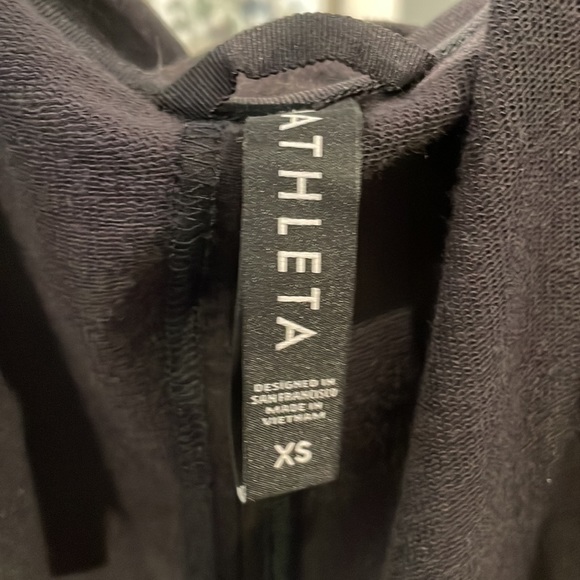 ATHLETA
DESIGNED IN
SAN FRANCISCO
MADE IN
VIETNAM
XS